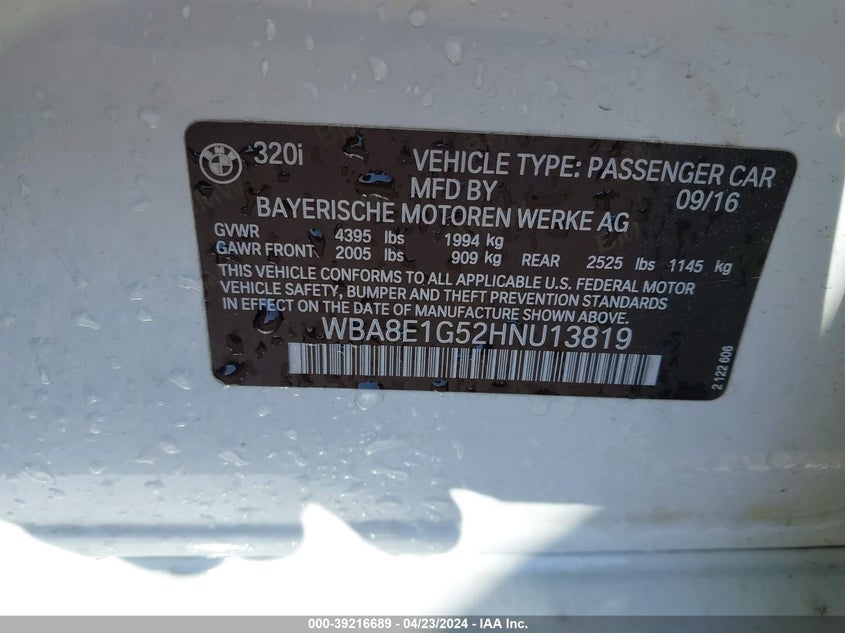 320i VEHICLE TYPE: PASSENGER CAR
MFD BY 09/16
BAYERISCHE MOTOREN WERKE AG
GVWR 4395 lbs 1994 kg
GAWR FRONT 2005 lbs 909 kg REAR 2525 lbs 1145 kg
THIS VEHICLE CONFORMS TO ALL APPLICABLE U.S. FEDERAL MOTOR
VEHICLE SAFETY, BUMPER AND THEFT PREVENTION STANDARDS
IN EFFECT ON THE DATE OF MANUFACTURE SHOWN ABOVE.
WBA8E1G52HNU13819
2 122 606
000-39216689 - 04/23/2024 - IAA Inc.